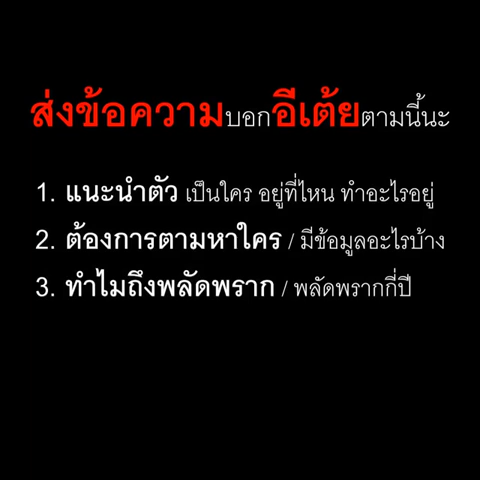 ส่งข้อความบอกอีเต้ยตามนี้นะ
1. แนะนำตัว เป็นใคร อยู่ที่ไหน ทำอะไรอยู่
2. ต้องการตามหาใคร / มีข้อมูลอะไรบ้าง
3. ทำไมถึงพลัดพราก / พลัดพรากกี่ปี